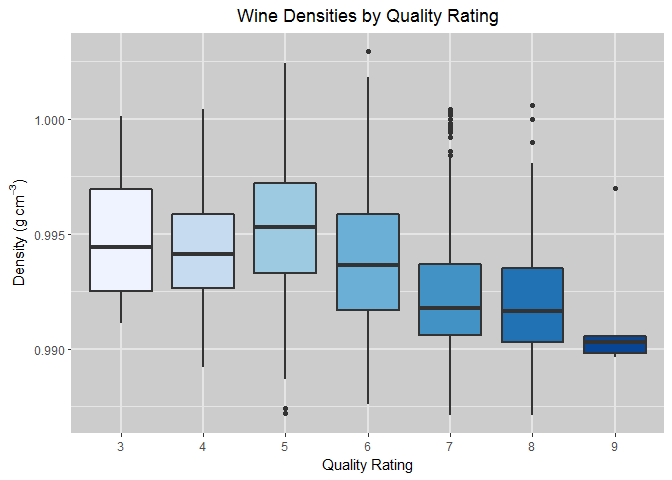 Wine Densities by Quality Rating
Density (g cm⁻³)
1.000
0.995
0.990
3 4 5 6 7 8 9
Quality Rating